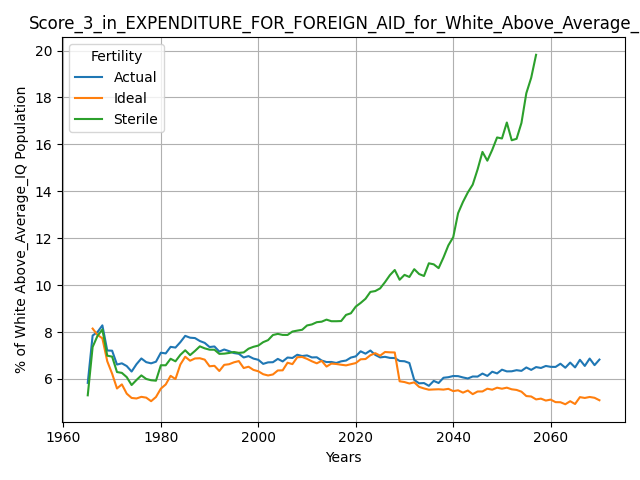 Score_3_in_EXPENDITURE_FOR_FOREIGN_AID_for_White_Above_Average_
Fertility
Actual
Ideal
Sterile
% of White Above_Average_IQ Population
20
18
16
14
12
10
8
6
1960
1980
2000
2020
2040
2060
Years